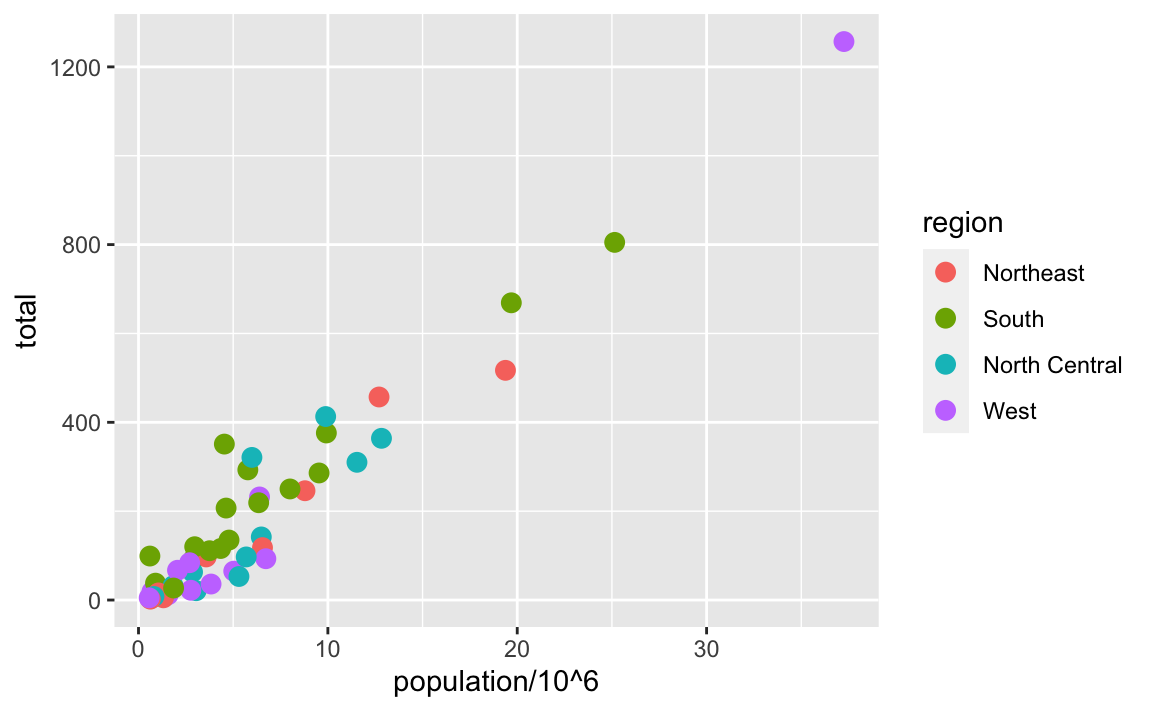 1200
800
400
0
0 10 20 30
population/10^6
total
region
Northeast
South
North Central
West